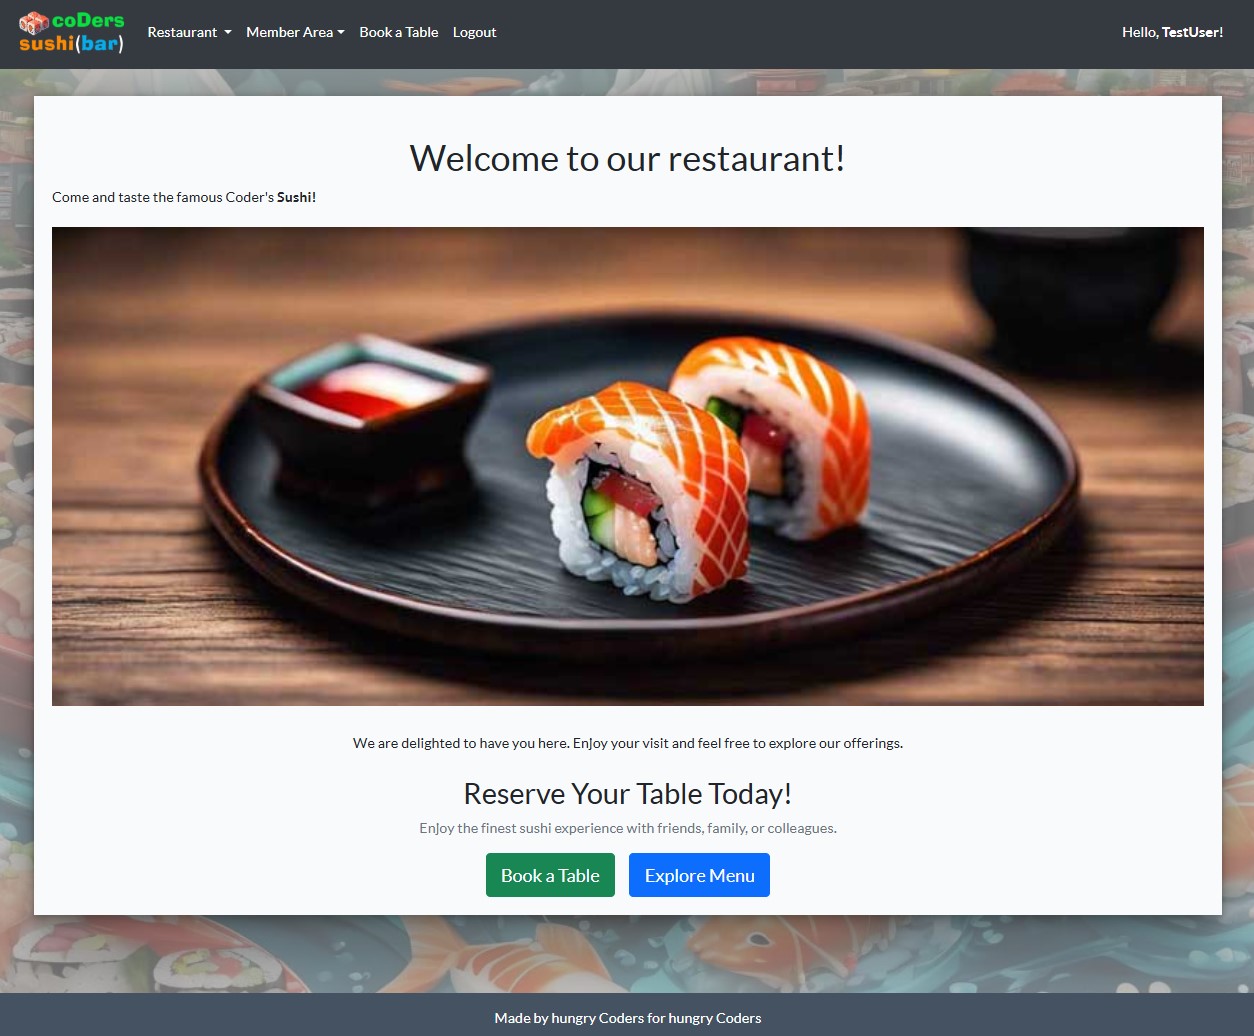 coDers
sushi(bar)
Restaurant
Member Area
Book a Table
Logout
Hello, TestUser!
Welcome to our restaurant!
Come and taste the famous Coder's Sushi!
We are delighted to have you here. Enjoy your visit and feel free to explore our offerings.
Reserve Your Table Today!
Enjoy the finest sushi experience with friends, family, or colleagues.
Book a Table
Explore Menu
Made by hungry Coders for hungry Coders